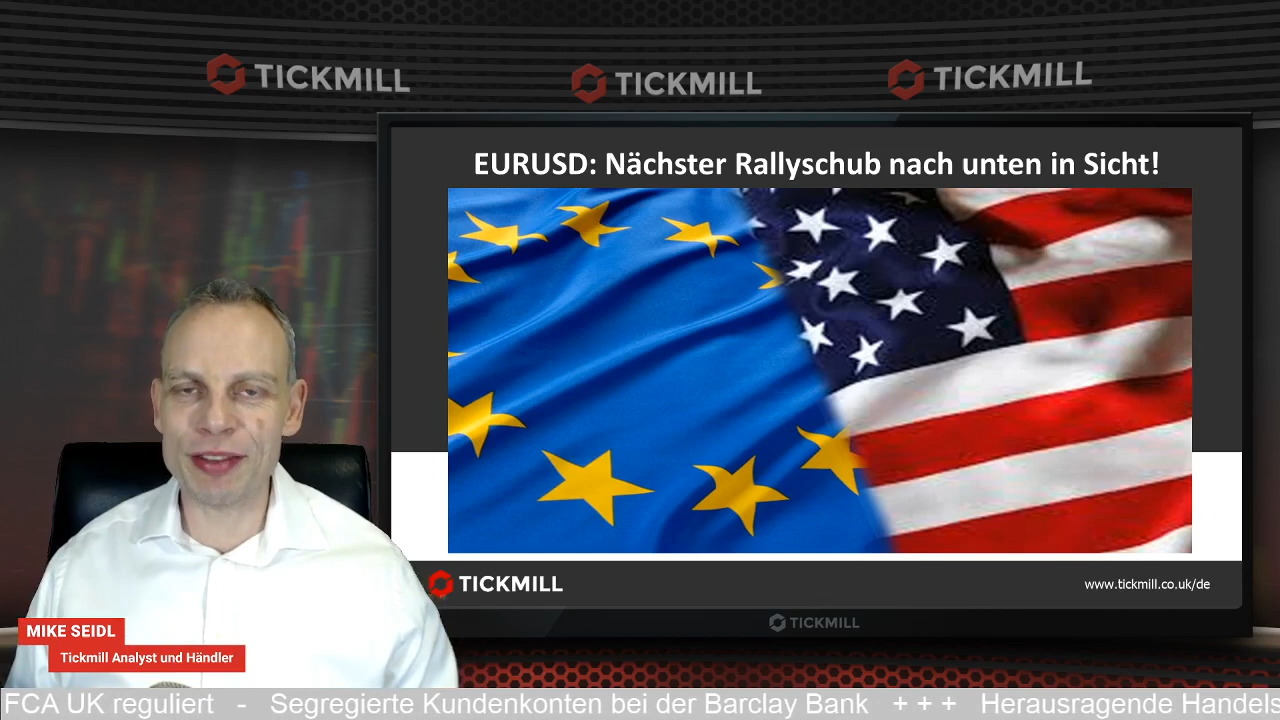 TICKMILL
TICKMILL
TICKMILL
EURUSD: Nächster Rallyschub nach unten in Sicht!
TICKMILL
www.tickmill.co.uk/de
TICKMILL
MIKE SEIDL
Tickmill Analyst und Händler
FCA UK reguliert - Segregierte Kundenkonten bei der Barclay Bank + + + Herausragende Handels